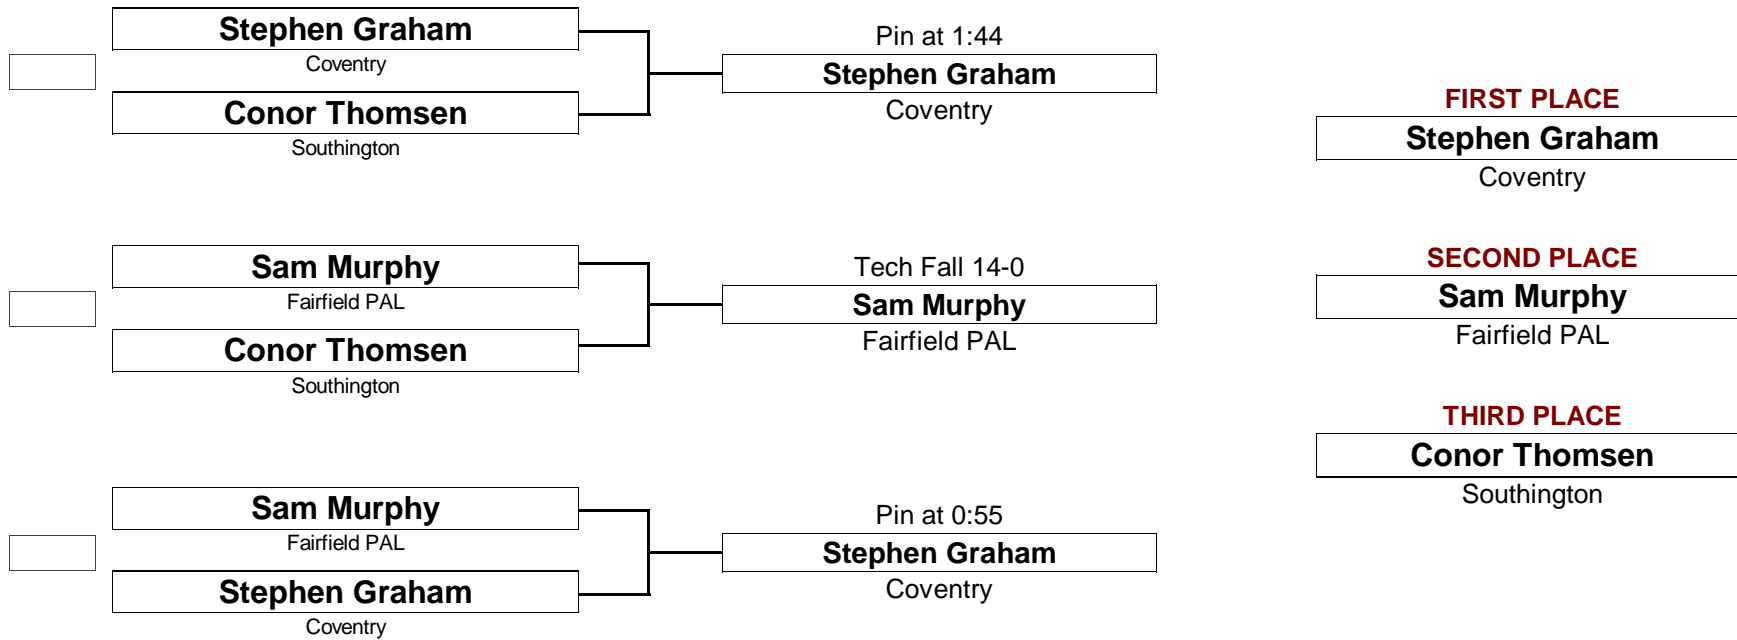 Stephen Graham
Coventry
Conor Thomsen
Southington
Pin at 1:44
Stephen Graham
Coventry
Sam Murphy
Fairfield PAL
Conor Thomsen
Southington
Tech Fall 14-0
Sam Murphy
Fairfield PAL
Sam Murphy
Fairfield PAL
Stephen Graham
Coventry
Pin at 0:55
Stephen Graham
Coventry
FIRST PLACE
Stephen Graham
Coventry
SECOND PLACE
Sam Murphy
Fairfield PAL
THIRD PLACE
Conor Thomsen
Southington